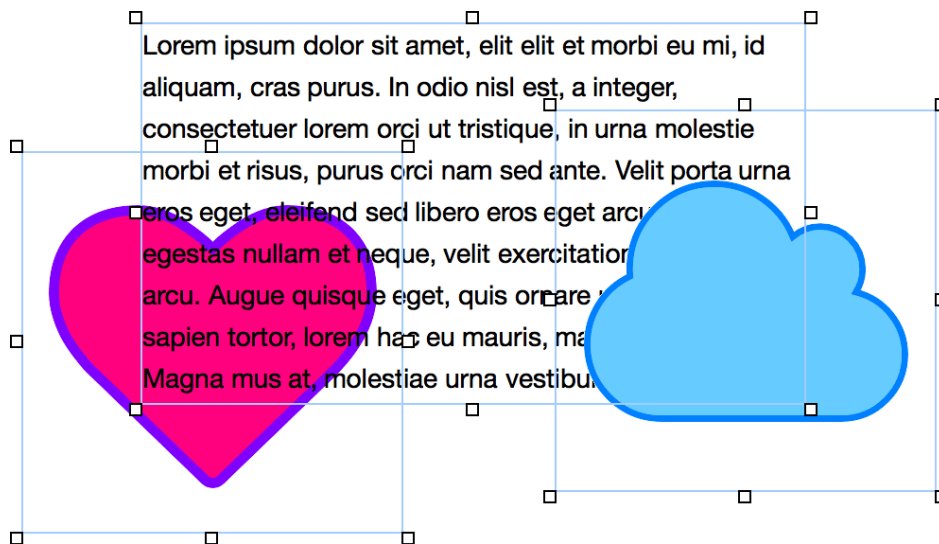 Lorem ipsum dolor sit amet, elit elit et morbi eu mi, id
aliquam, cras purus. In odio nisl est, a integer,
consectetuer lorem orci ut tristique, in urna molestie
morbi et risus, purus orci nam sed ante. Velit porta urna
eros eget, eleifend sed libero eros eget arcu
egestas nullam et neque, velit
arcu. Augue quisque eget, quis ornare
sapien tortor, lorem hac eu mauris,
Magna mus at, molestiae urna